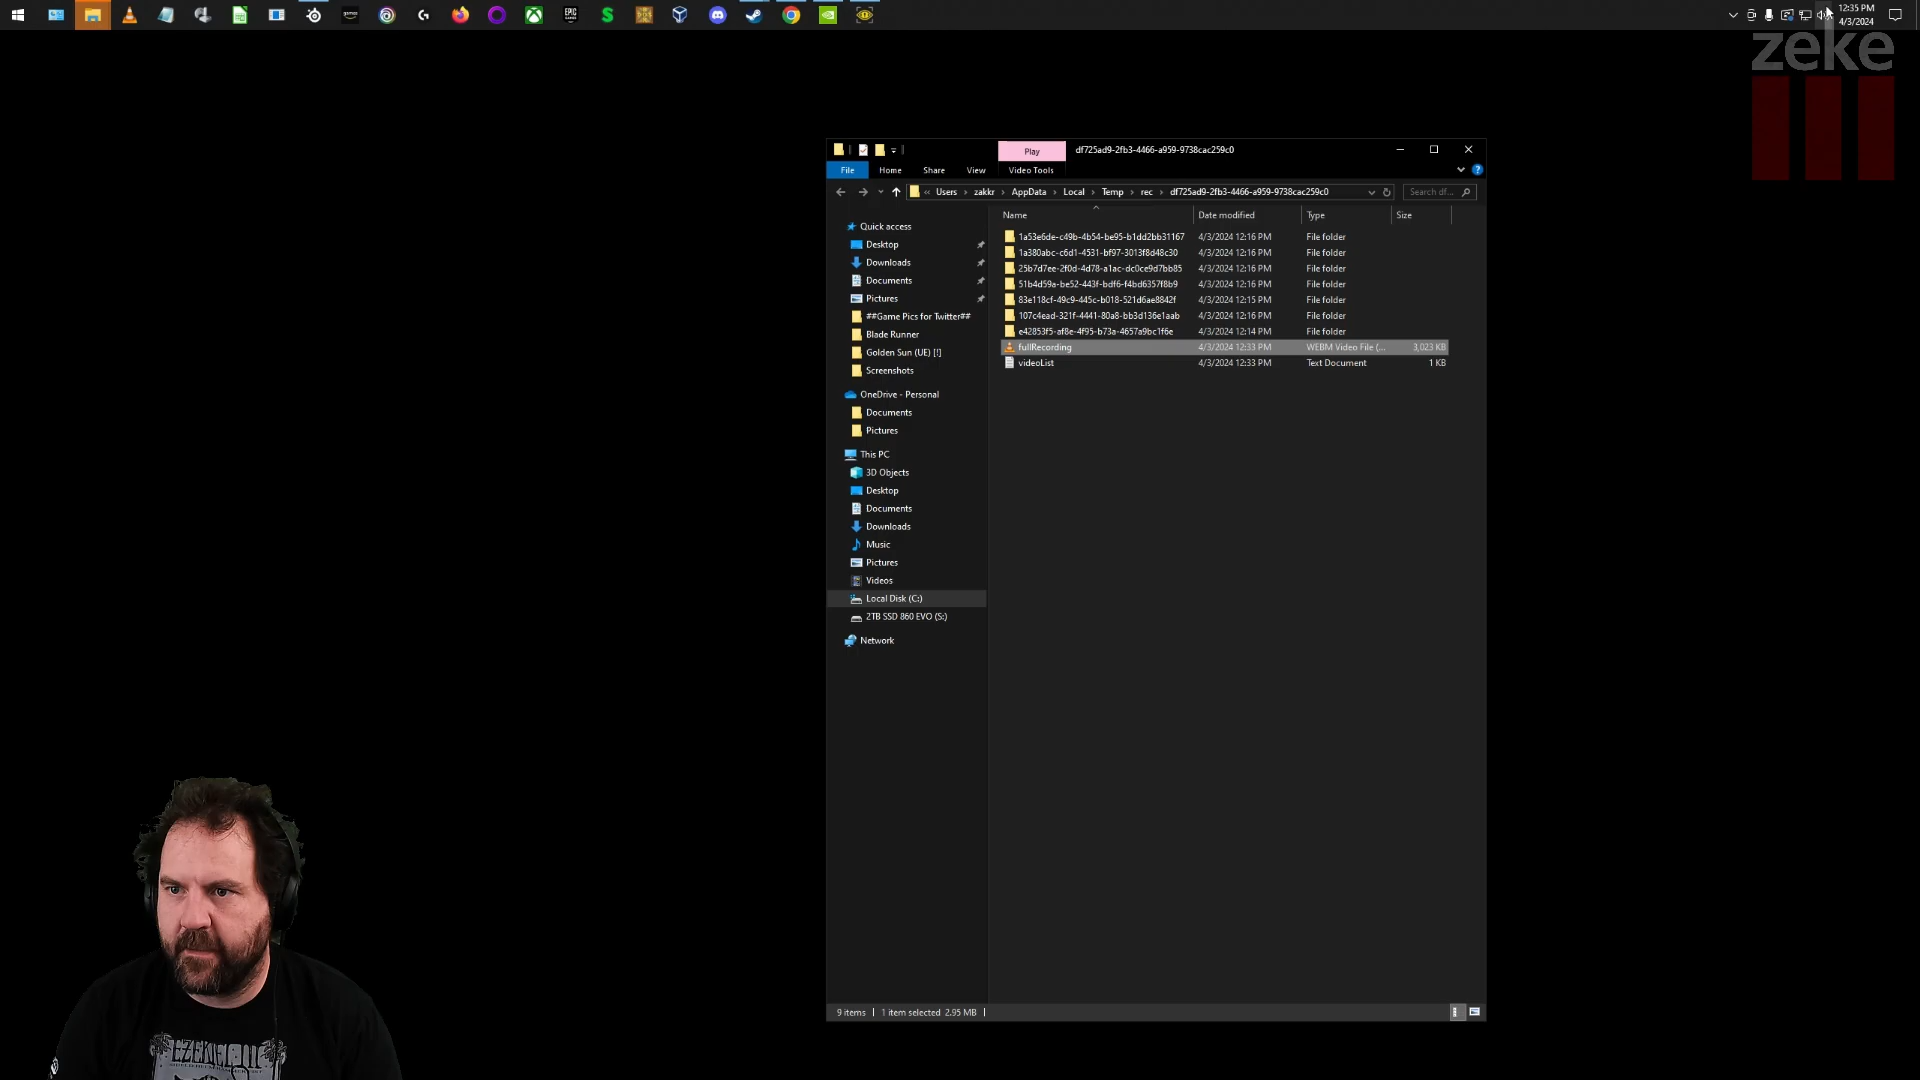 12:35 PM
4/3/2024
zeke
Play
df725ad9-2fb3-4466-a959-9738cac259c0
File Home Share View Video Tools
« Users › zakkr › AppData › Local › Temp › rec › df725ad9-2fb3-4466-a959-9738cac259c0
Search df...
Name Date modified Type Size
Quick access
Desktop
Downloads
Documents
Pictures
##Game Pics for Twitter##
Blade Runner
Golden Sun (UE) [!]
Screenshots
OneDrive - Personal
Documents
Pictures
This PC
3D Objects
Desktop
Documents
Downloads
Music
Pictures
Videos
Local Disk (C:)
2TB SSD 860 EVO (S:)
Network
1a53e6de-c49b-4b54-be95-b1dd2bb31167 4/3/2024 12:16 PM File folder
1a380abc-c6d1-4531-bf97-3013f8d48c30 4/3/2024 12:16 PM File folder
25b7d7ee-2f0d-4d78-a1ac-dc0ce9d7bb85 4/3/2024 12:16 PM File folder
51b4d59a-be52-443f-bdf6-f4bd6357f8b9 4/3/2024 12:16 PM File folder
83e118cf-49c9-445c-b018-521d6ae8842f 4/3/2024 12:15 PM File folder
107c4ead-321f-4441-80a8-bb3d136e1aab 4/3/2024 12:16 PM File folder
e42853f5-af8e-4f95-b73a-4657a9bc1f6e 4/3/2024 12:14 PM File folder
fullRecording 4/3/2024 12:33 PM WEBM Video File (... 3,023 KB
videoList 4/3/2024 12:33 PM Text Document 1 KB
9 items 1 item selected 2.95 MB
EZEKIEL III